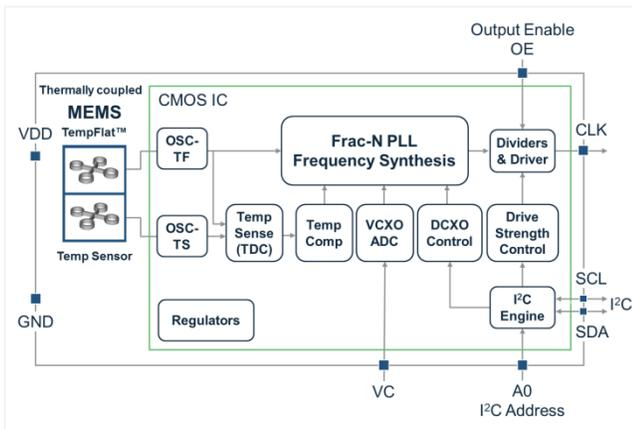 Output Enable
OE
Thermally coupled
MEMS
TempFlat™
CMOS IC
VDD
OSC-
TF
Frac-N PLL
Frequency Synthesis
Dividers
& Driver
CLK
OSC-
TS
Temp
Sense
(TDC)
Temp
Comp
VCXO
ADC
DCXO
Control
Drive
Strength
Control
Temp Sensor
SCL
I²C
SDA
I²C
Engine
GND
Regulators
VC
A0
I²C Address